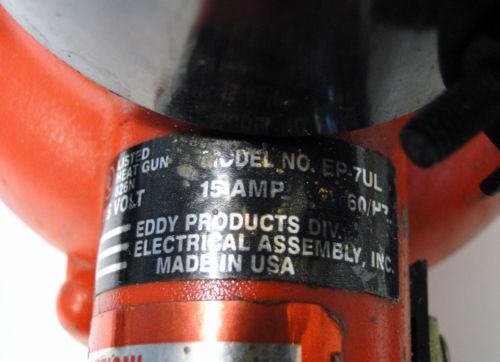 LISTED MODEL NO. EP-7UL
HEAT GUN
15 AMP 60/HZ
VOLT
EDDY PRODUCTS DIV.
ELECTRICAL ASSEMBLY, INC.
MADE IN USA